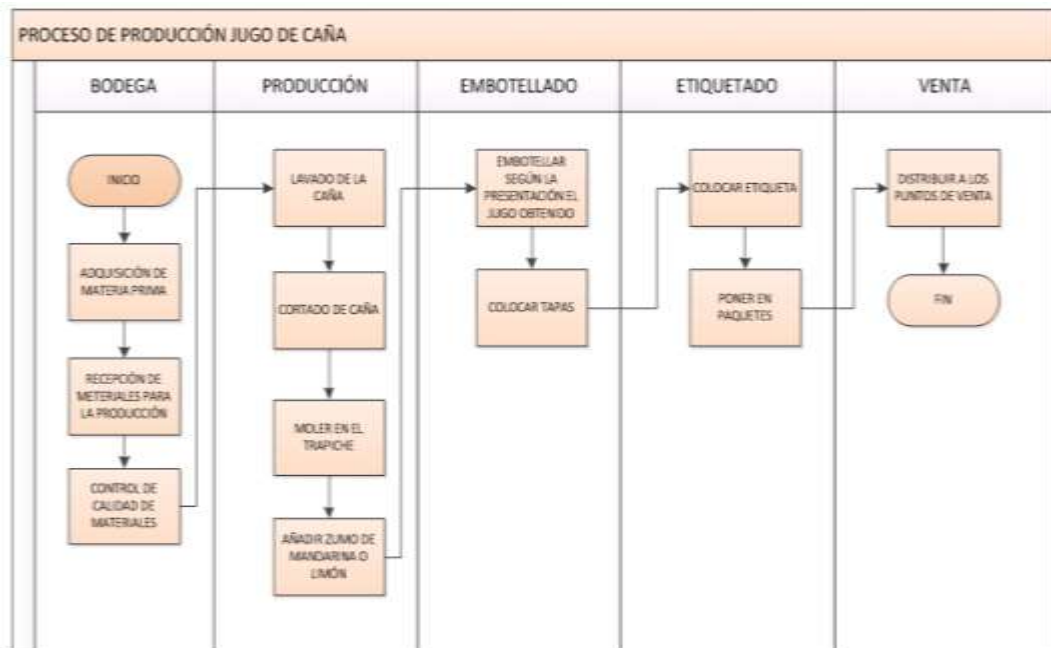 PROCESO DE PRODUCCIÓN JUGO DE CAÑA
BODEGA
PRODUCCIÓN
EMBOTELLADO
ETIQUETADO
VENTA
INICIO
ADQUISICIÓN DE
MATERIA PRIMA
RECEPCIÓN DE
METERIALES PARA
LA PRODUCCIÓN
CONTROL DE
CALIDAD DE
MATERIALES
LAVADO DE LA
CAÑA
CORTADO DE CAÑA
MOLER EN EL
TRAPICHE
AÑADIR ZUMO DE
MANDARINA O
LIMÓN
EMBOTELLAR
SEGÚN LA
PRESENTACIÓN EL
JUGO OBTENIDO
COLOCAR TAPAS
COLOCAR ETIQUETA
PONER EN
PAQUETES
DISTRIBUIR A LOS
PUNTOS DE VENTA
FIN